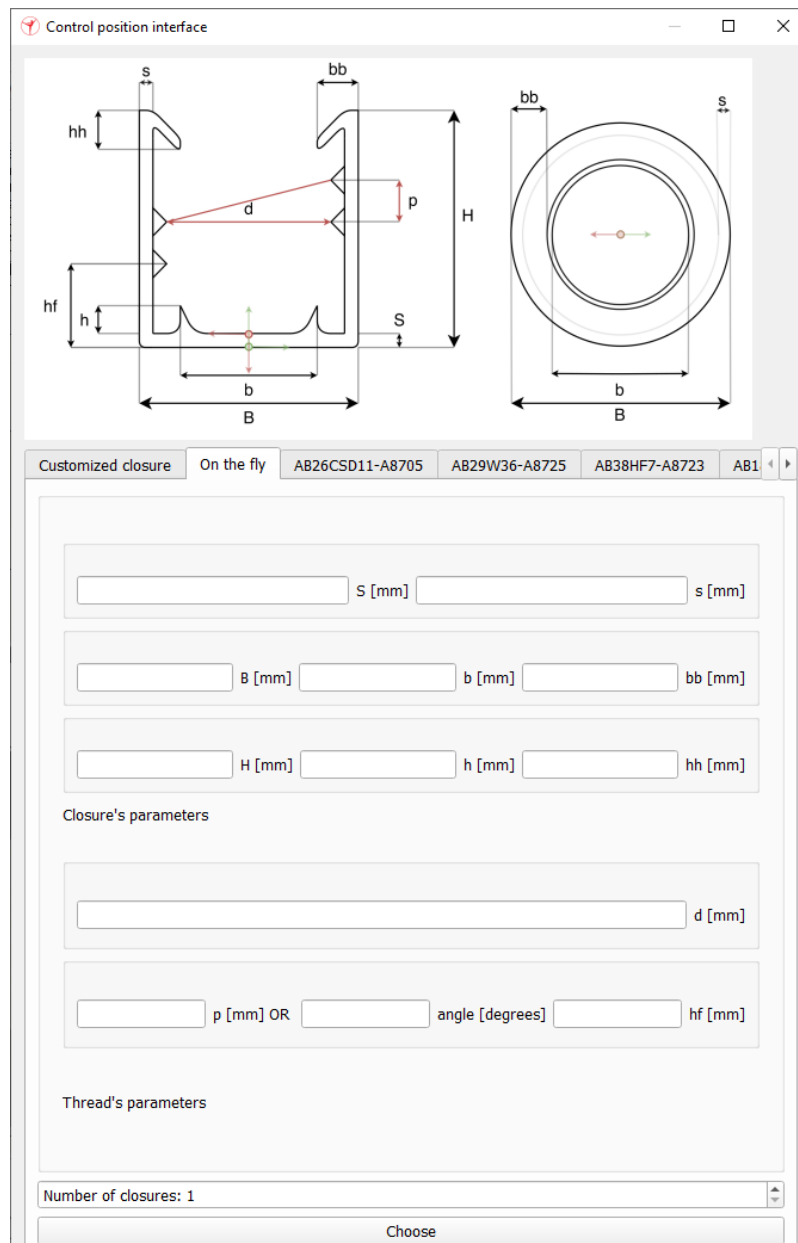 Control position interface
s
bb
hh
d
p
H
hf
h
S
b
B
bb
s
b
B
Customized closure
On the fly
AB26CSD11-A8705
AB29W36-A8725
AB38HF7-A8723
S [mm]
s [mm]
B [mm]
b [mm]
bb [mm]
H [mm]
h [mm]
hh [mm]
Closure's parameters
d [mm]
p [mm] OR
angle [degrees]
hf [mm]
Thread's parameters
Number of closures: 1
Choose